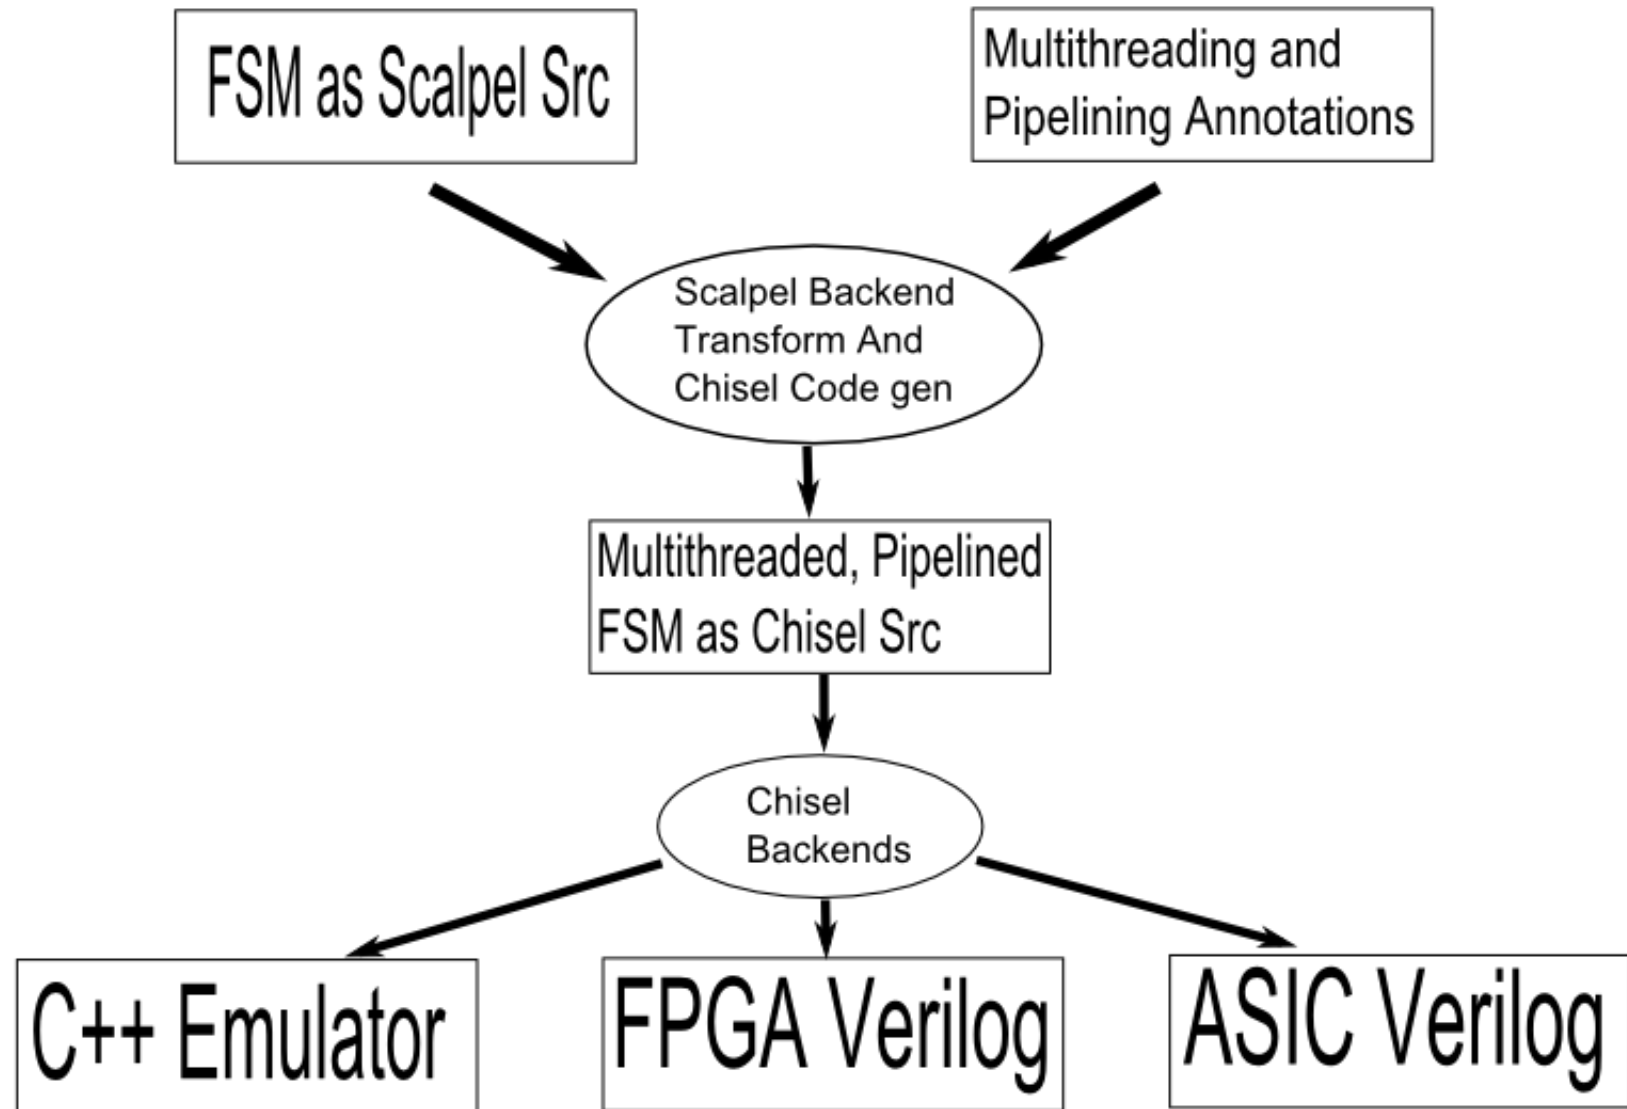 FSM as Scalpel Src
Multithreading and
Pipelining Annotations
Scalpel Backend
Transform And
Chisel Code gen
Multithreaded, Pipelined
FSM as Chisel Src
Chisel
Backends
C++ Emulator
FPGA Verilog
ASIC Verilog